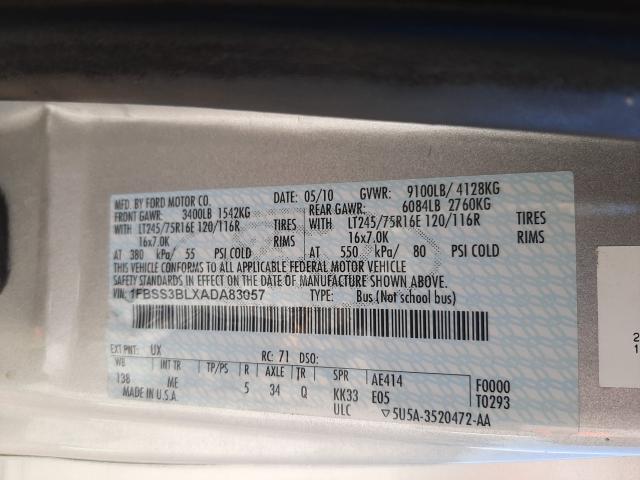 MFD. BY FORD MOTOR CO. DATE: 05/10 GVWR: 9100LB/ 4128KG
FRONT GAWR: 3400LB 1542KG REAR GAWR: 6084LB 2760KG
WITH LT245/75R16E 120/116R TIRES WITH LT245/75R16E 120/116R TIRES
16x7.0K RIMS 16x7.0K RIMS
AT 380 kPa/ 55 PSI COLD AT 550 kPa/ 80 PSI COLD
THIS VEHICLE CONFORMS TO ALL APPLICABLE FEDERAL MOTOR VEHICLE
SAFETY STANDARDS IN EFFECT ON THE DATE OF MANUFACTURE SHOWN ABOVE.
VIN: 1FBSS3BLXADA83057 TYPE: Bus (Not school bus)
EXT PNT: UX RC: 71 DSO:
WB INT TR TP/PS R AXLE TR SPR AE414 F0000
138 ME 5 34 Q KK33 E05 T0293
MADE IN U.S.A. ULC ▽5U5A-3520472-AA
2
1